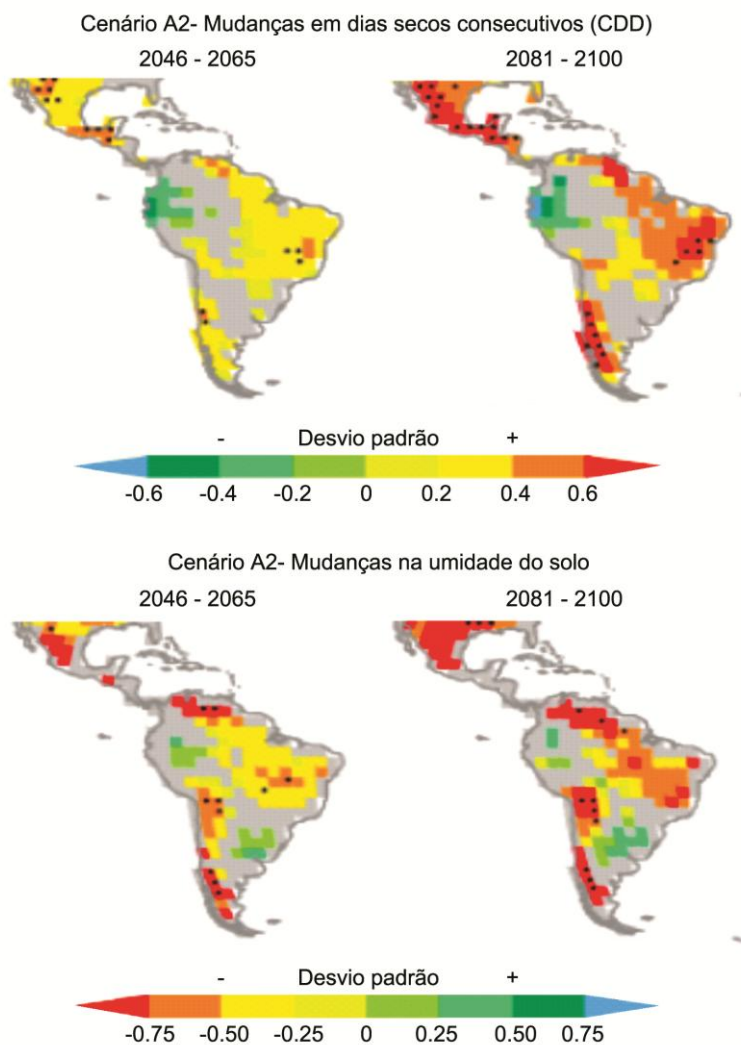 Cenário A2- Mudanças em dias secos consecutivos (CDD)
2046 - 2065 2081 - 2100
- Desvio padrão +
-0.6 -0.4 -0.2 0 0.2 0.4 0.6
Cenário A2- Mudanças na umidade do solo
2046 - 2065 2081 - 2100
- Desvio padrão +
-0.75 -0.50 -0.25 0 0.25 0.50 0.75